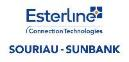 Esterline
Connection Technologies
SOURIAU - SUNBANK